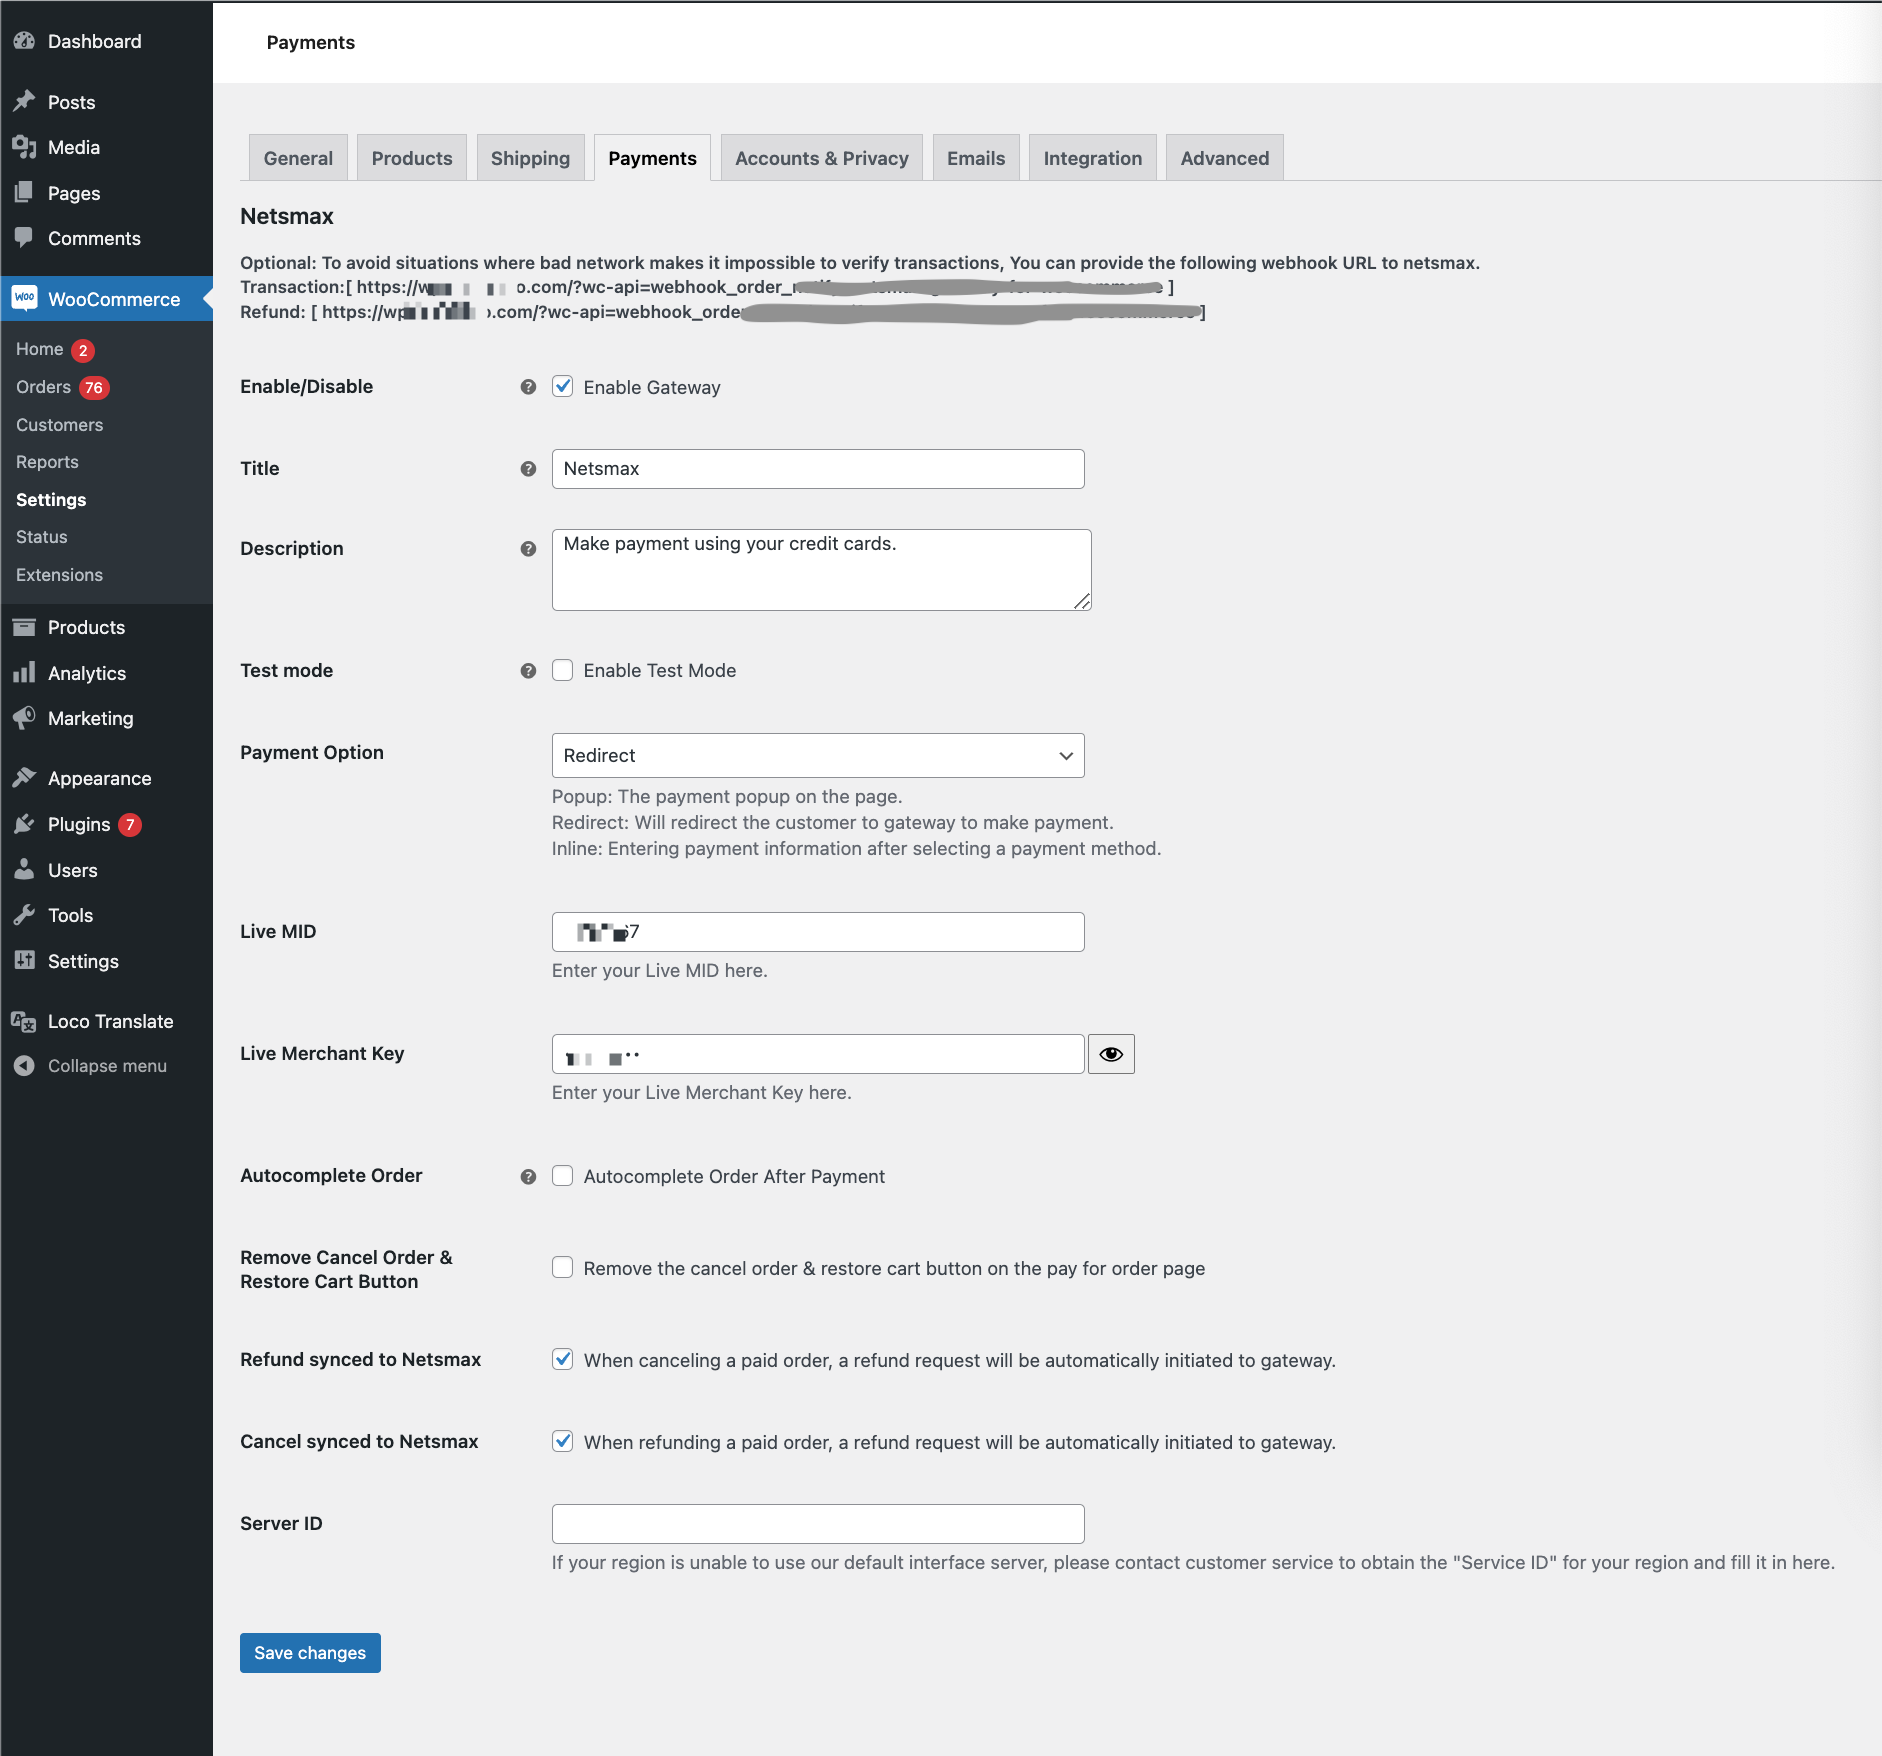 Dashboard
Posts
Media
Pages
Comments
WooCommerce
Home 2
Orders 76
Customers
Reports
Settings
Status
Extensions
Products
Analytics
Marketing
Appearance
Plugins 7
Users
Tools
Settings
Loco Translate
Collapse menu
Payments
General Products Shipping Payments Accounts & Privacy Emails Integration Advanced
Netsmax
Optional: To avoid situations where bad network makes it impossible to verify transactions, You can provide the following webhook URL to netsmax.
Transaction:[ https:// o.com/?wc-api=webhook_order_ ]
Refund: [ https://wp .com/?wc-api=webhook_order ]
Enable/Disable
Enable Gateway
Title
Netsmax
Description
Make payment using your credit cards.
Test mode
Enable Test Mode
Payment Option
Redirect
Popup: The payment popup on the page.
Redirect: Will redirect the customer to gateway to make payment.
Inline: Entering payment information after selecting a payment method.
Live MID
7
Enter your Live MID here.
Live Merchant Key
Enter your Live Merchant Key here.
Autocomplete Order
Autocomplete Order After Payment
Remove Cancel Order &
Restore Cart Button
Remove the cancel order & restore cart button on the pay for order page
Refund synced to Netsmax
When canceling a paid order, a refund request will be automatically initiated to gateway.
Cancel synced to Netsmax
When refunding a paid order, a refund request will be automatically initiated to gateway.
Server ID
If your region is unable to use our default interface server, please contact customer service to obtain the "Service ID" for your region and fill it in here.
Save changes